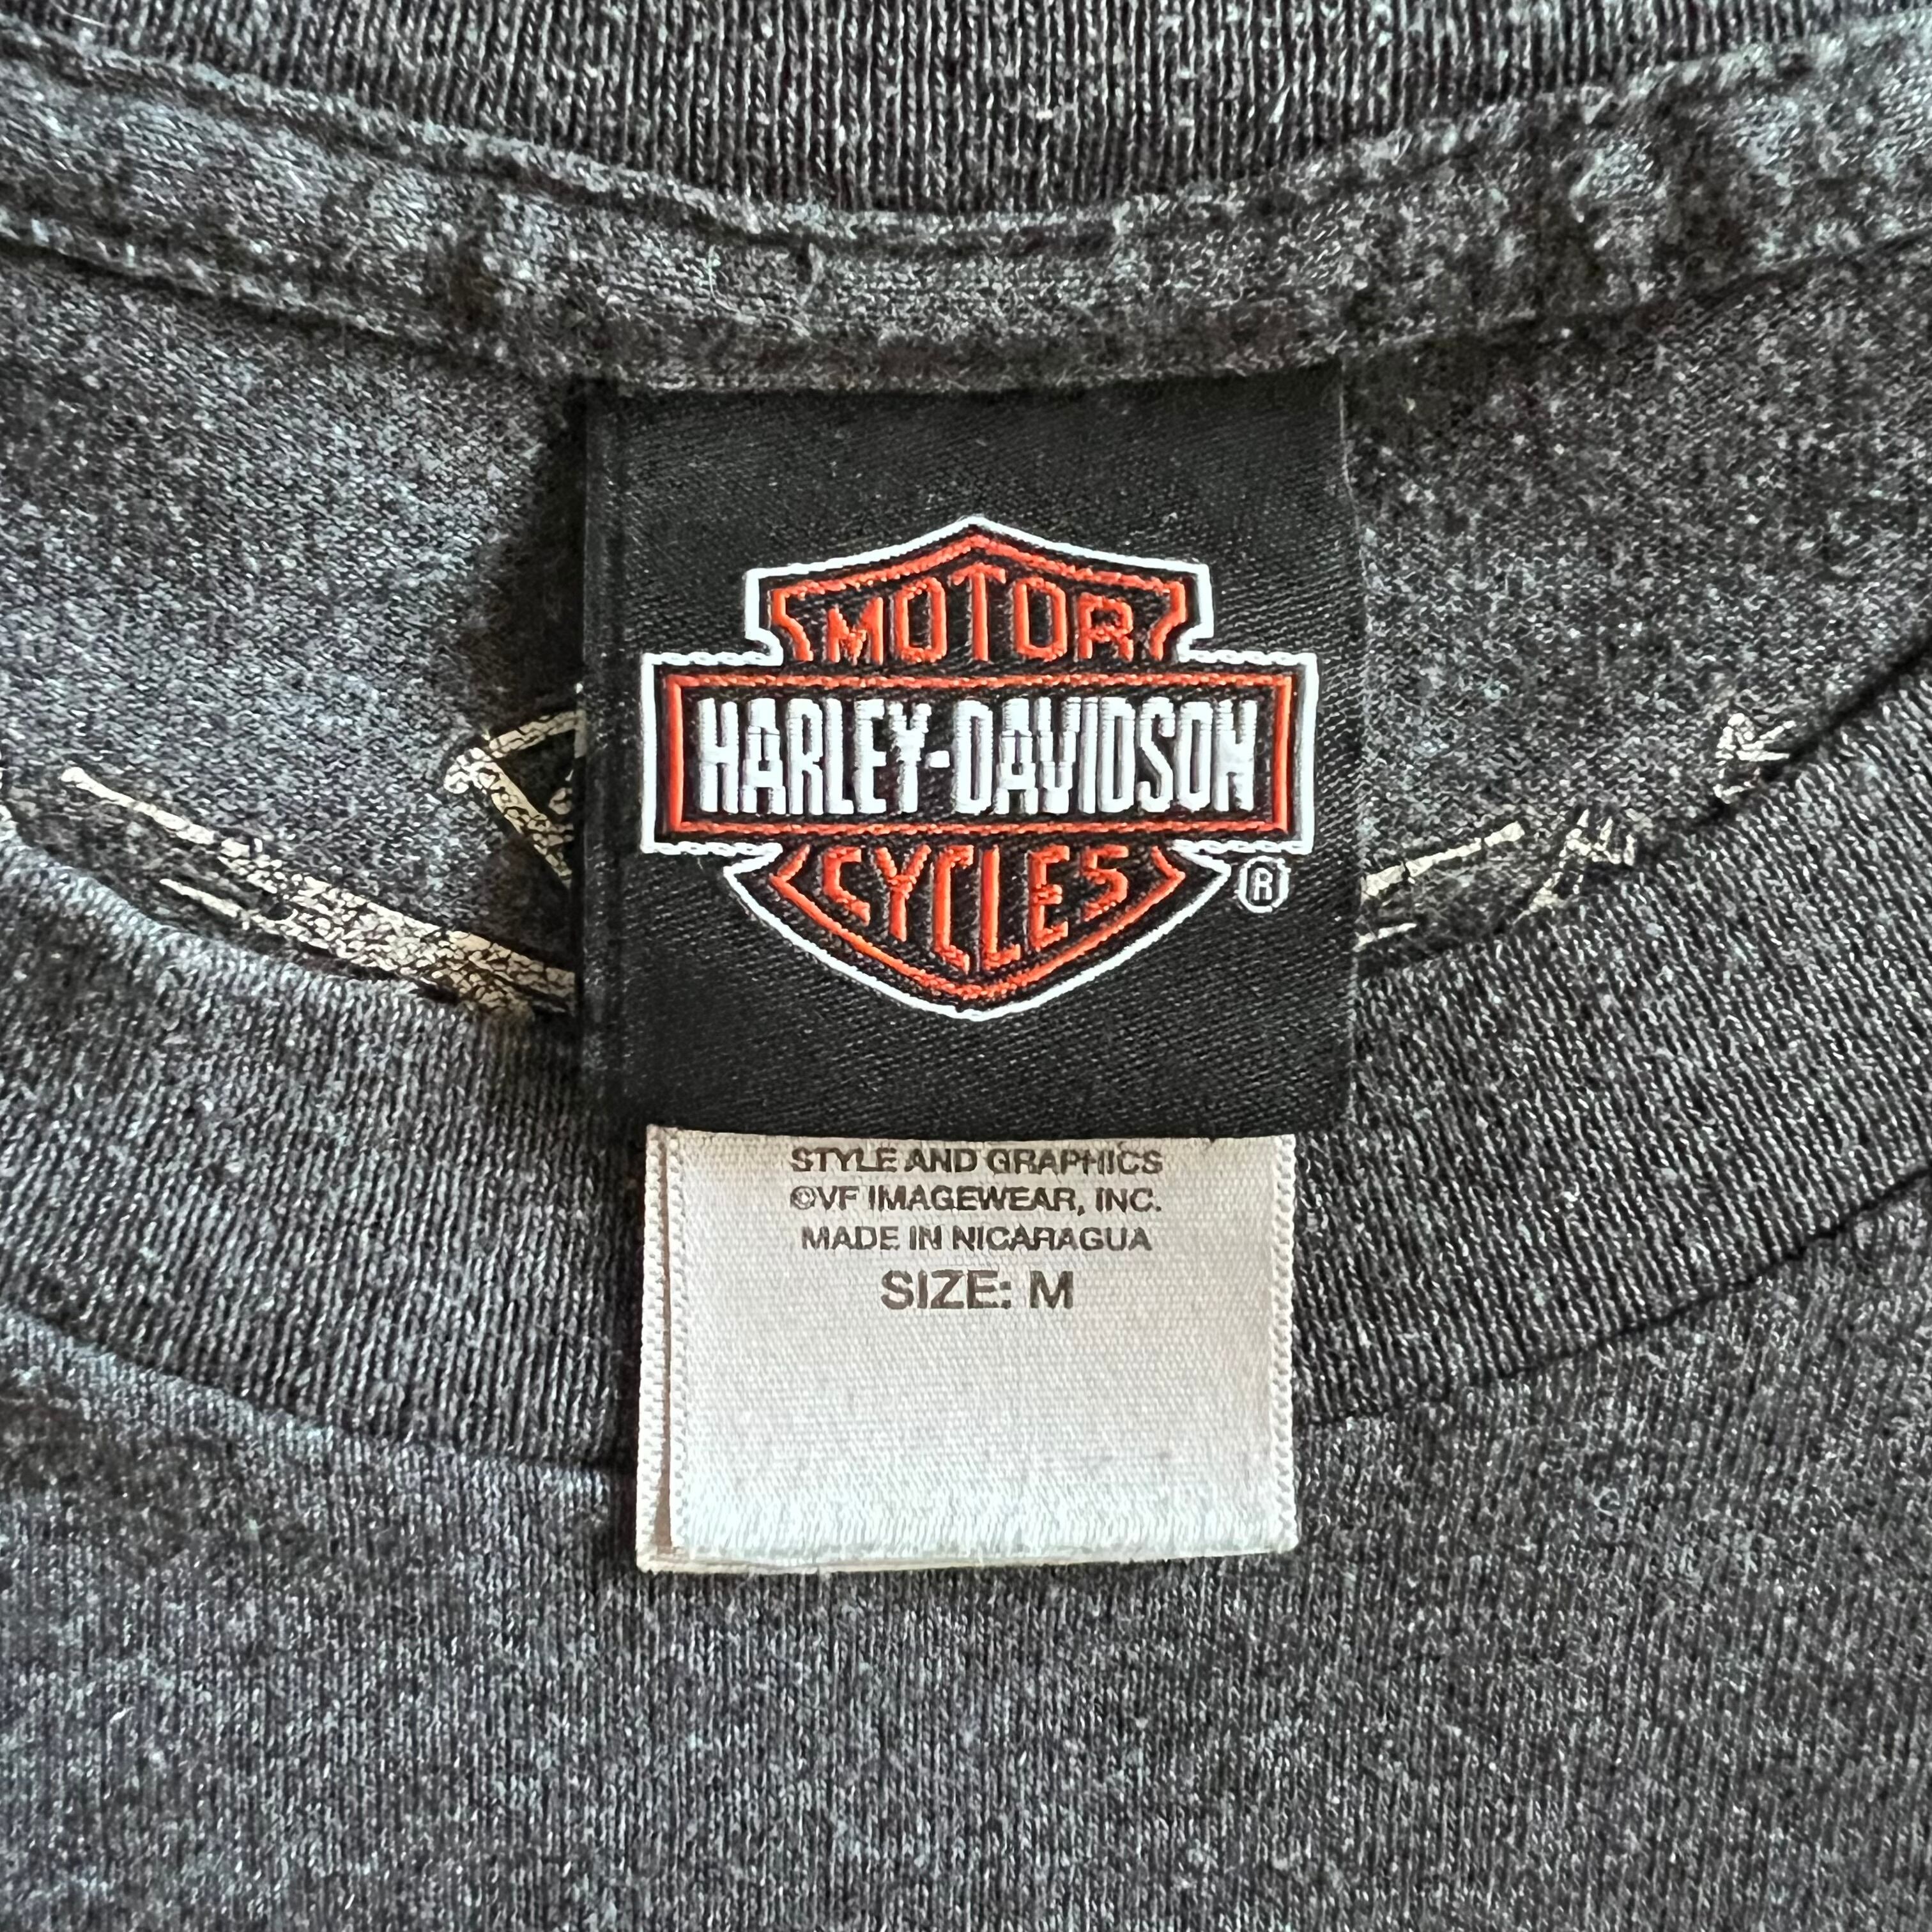 MOTOR
HARLEY-DAVIDSON
CYCLES
®
STYLE AND GRAPHICS
©VF IMAGEWEAR, INC.
MADE IN NICARAGUA
SIZE: M